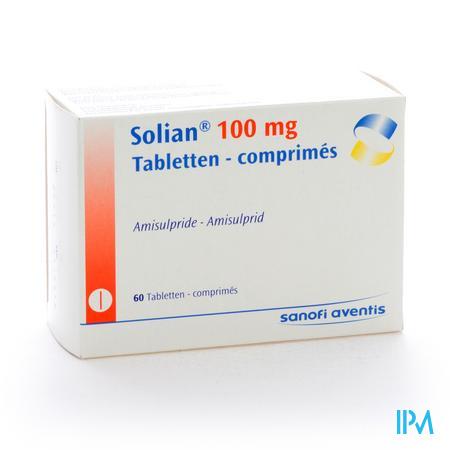 Solian® 100 mg
Tabletten - comprimés
Amisulpride - Amisulprid
60 Tabletten - comprimés
sanofi aventis
IPM